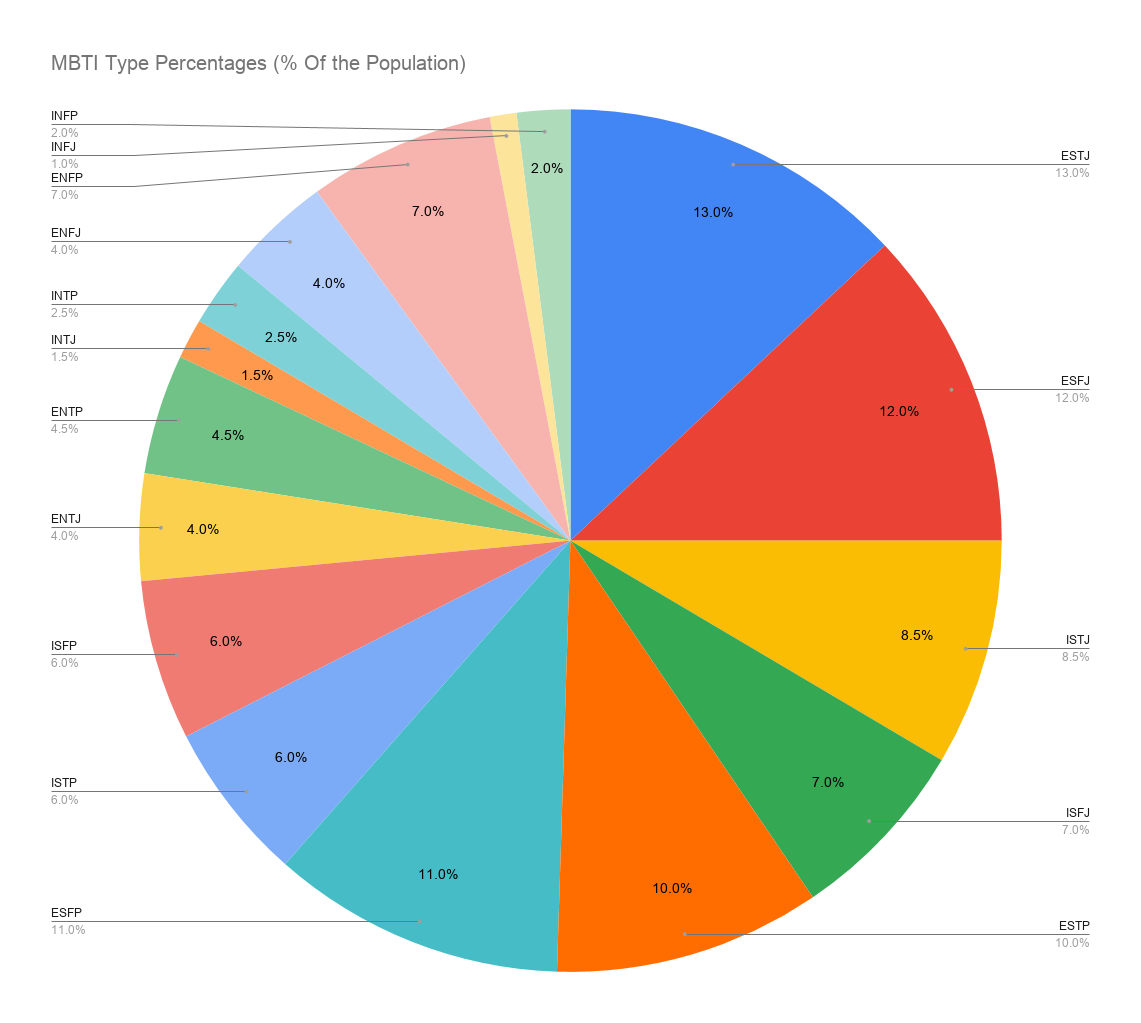 MBTI Type Percentages (% Of the Population)
INFP
2.0%
INFJ
1.0%
ENFP
7.0%
ENFJ
4.0%
INTP
2.5%
INTJ
1.5%
ENTP
4.5%
ENTJ
4.0%
ISFP
6.0%
ISTP
6.0%
ESFP
11.0%
2.0%
7.0%
4.0%
2.5%
1.5%
4.5%
4.0%
6.0%
6.0%
11.0%
13.0%
12.0%
8.5%
7.0%
10.0%
ESTJ
13.0%
ESFJ
12.0%
ISTJ
8.5%
ISFJ
7.0%
ESTP
10.0%